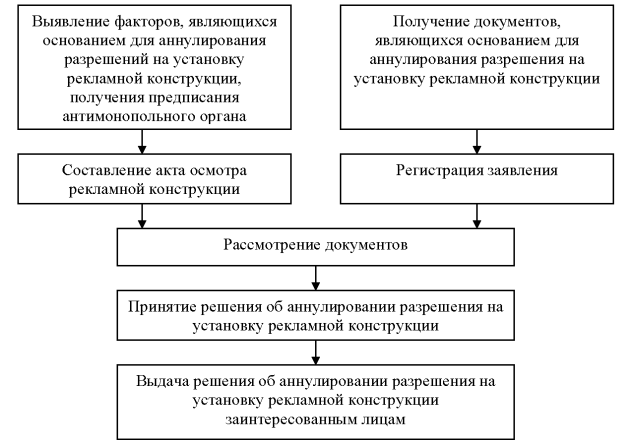 Выявление факторов, являющихся
основанием для аннулирования
разрешений на установку
рекламной конструкции,
получения предписания
антимонопольного органа
Получение документов,
являющихся основанием для
аннулирования разрешения на
установку рекламной конструкции
Составление акта осмотра
рекламной конструкции
Регистрация заявления
Рассмотрение документов
Принятие решения об аннулировании разрешения на
установку рекламной конструкции
Выдача решения об аннулировании разрешения на
установку рекламной конструкции
заинтересованным лицам